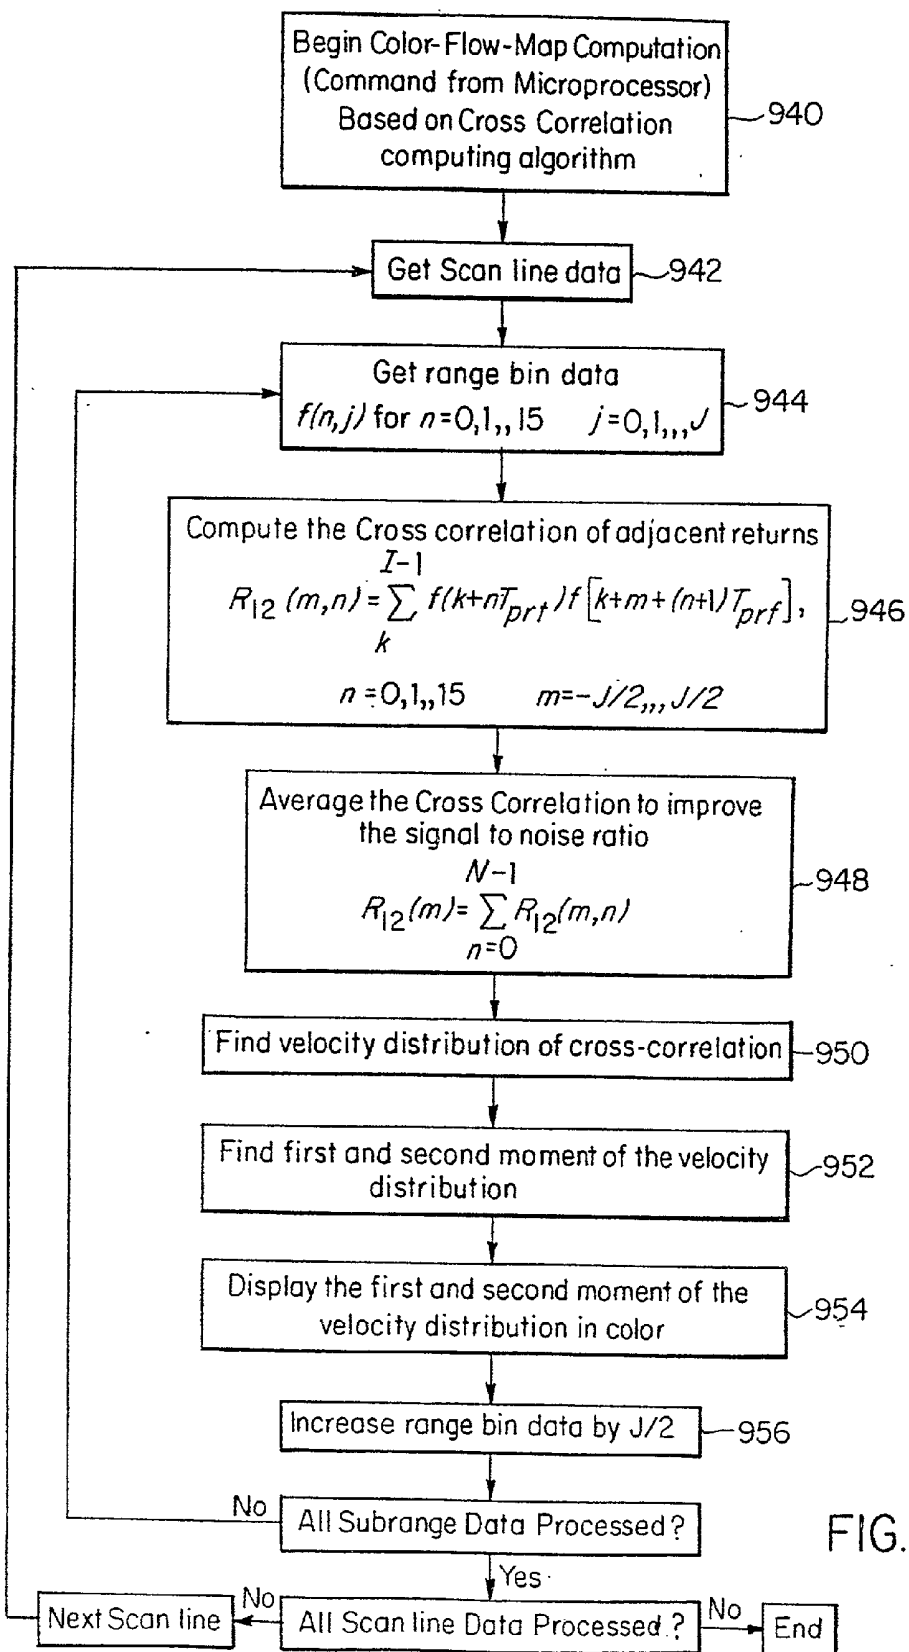 Begin Color-Flow-Map Computation
(Command from Microprocessor)
Based on Cross Correlation
computing algorithm
940
Get Scan line data
942
Get range bin data
f(n,j) for n=0,1,,15 j=0,1,,,J
944
Compute the Cross correlation of adjacent returns
I-1
R12 (m,n)=∑ f(k+nTprt)f[k+m+(n+1)Tprf],
k
n=0,1,,15 m=-J/2,,,J/2
946
Average the Cross Correlation to improve
the signal to noise ratio
N-1
R12(m)=∑ R12(m,n)
n=0
948
Find velocity distribution of cross-correlation
950
Find first and second moment of the velocity
distribution
952
Display the first and second moment of the
velocity distribution in color
954
Increase range bin data by J/2
956
No
All Subrange Data Processed?
FIG.
Yes
Next Scan line
No
All Scan line Data Processed?
No
End